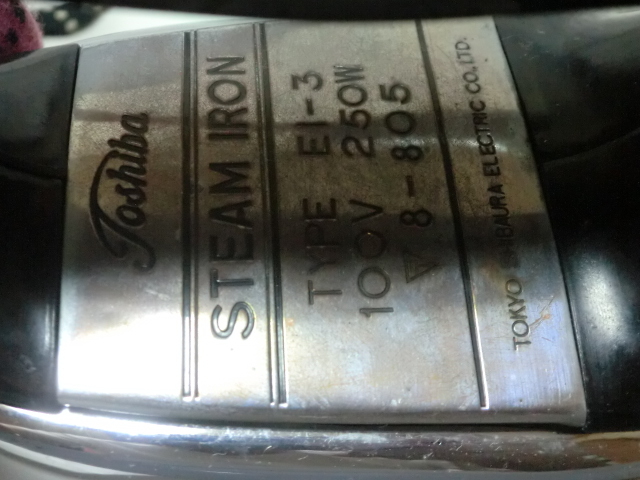 Toshiba
STEAM IRON
TYPE EI-3
100V 250W
▽ 8-805
TOKYO SHIBAURA ELECTRIC CO., LTD.